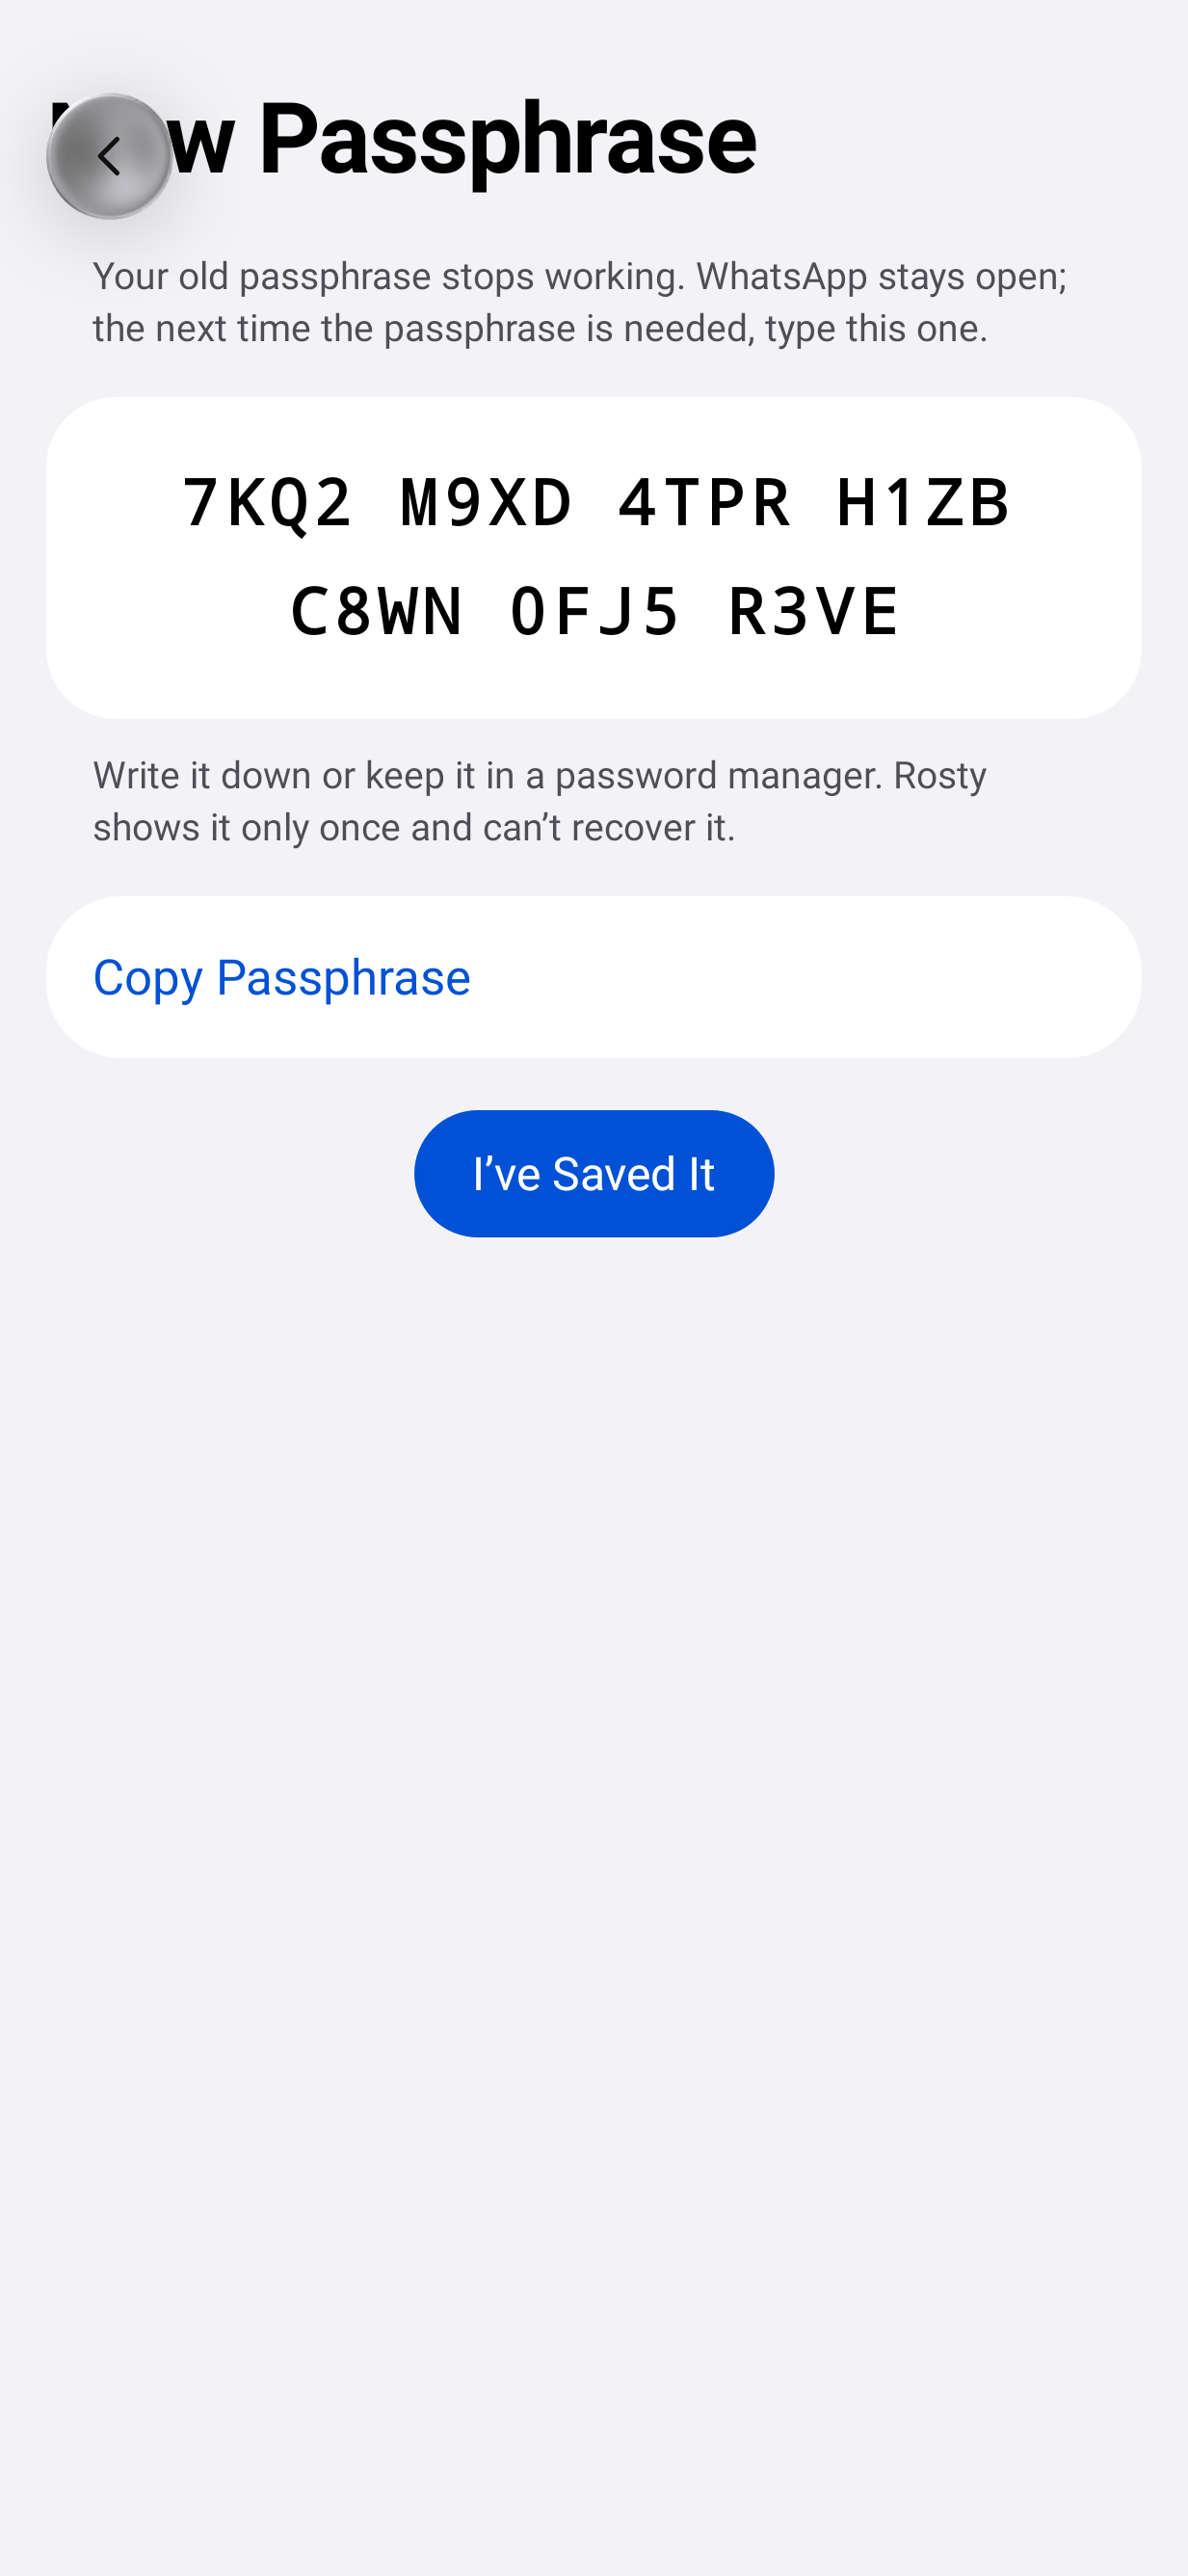 Passphrase
Your old passphrase stops working. WhatsApp stays open;
the next time the passphrase is needed, type this one.
7KQ2 M9XD 4TPR H1ZB
C8WN 0FJ5 R3VE
Write it down or keep it in a password manager. Rosty
shows it only once and can’t recover it.
Copy Passphrase
I’ve Saved It